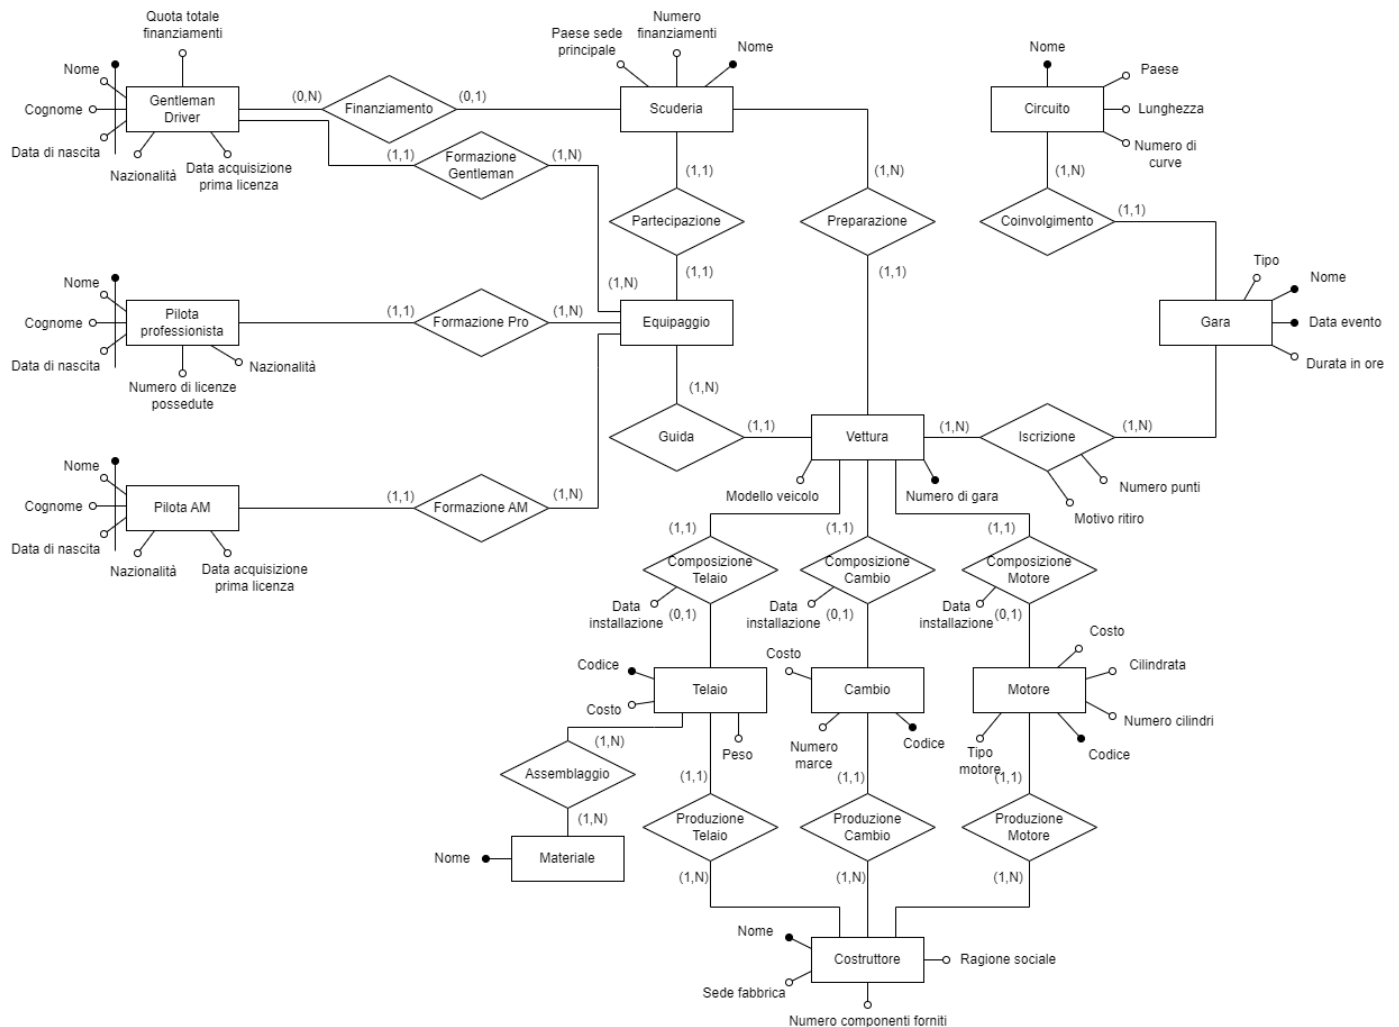 Quota totale
finanziamenti
Nome
Cognome
Data di nascita
Gentleman
Driver
Nazionalità
Data acquisizione
prima licenza
(0,N)
Finanziamento
(0,1)
Paese sede
principale
Numero
finanziamenti
Nome
Scuderia
Nome
Paese
Circuito
Lunghezza
Numero di
curve
(1,1)
Formazione
Gentleman
(1,N)
(1,1)
(1,N)
(1,N)
Partecipazione
Preparazione
Coinvolgimento
(1,1)
(1,1)
(1,1)
(1,N)
Tipo
Nome
Nome
Cognome
Data di nascita
Pilota
professionista
Numero di licenze
possedute
Nazionalità
(1,1)
Formazione Pro
(1,N)
Equipaggio
Gara
Data evento
Durata in ore
(1,N)
Guida
(1,1)
Vettura
(1,N)
Iscrizione
(1,N)
Modello veicolo
Numero di gara
Numero punti
Motivo ritiro
Nome
Cognome
Data di nascita
Pilota AM
Nazionalità
Data acquisizione
prima licenza
(1,1)
Formazione AM
(1,N)
(1,1)
(1,1)
(1,1)
Composizione
Telaio
Composizione
Cambio
Composizione
Motore
Data
installazione
(0,1)
Data
installazione
(0,1)
Data
installazione
(0,1)
Codice
Costo
Telaio
Peso
Costo
Cambio
Numero
marce
Codice
Costo
Cilindrata
Motore
Numero cilindri
Tipo
motore
Codice
(1,N)
Assemblaggio
(1,N)
Nome
Materiale
(1,1)
(1,1)
(1,1)
Produzione
Telaio
Produzione
Cambio
Produzione
Motore
(1,N)
(1,N)
(1,N)
Nome
Costruttore
Ragione sociale
Sede fabbrica
Numero componenti forniti